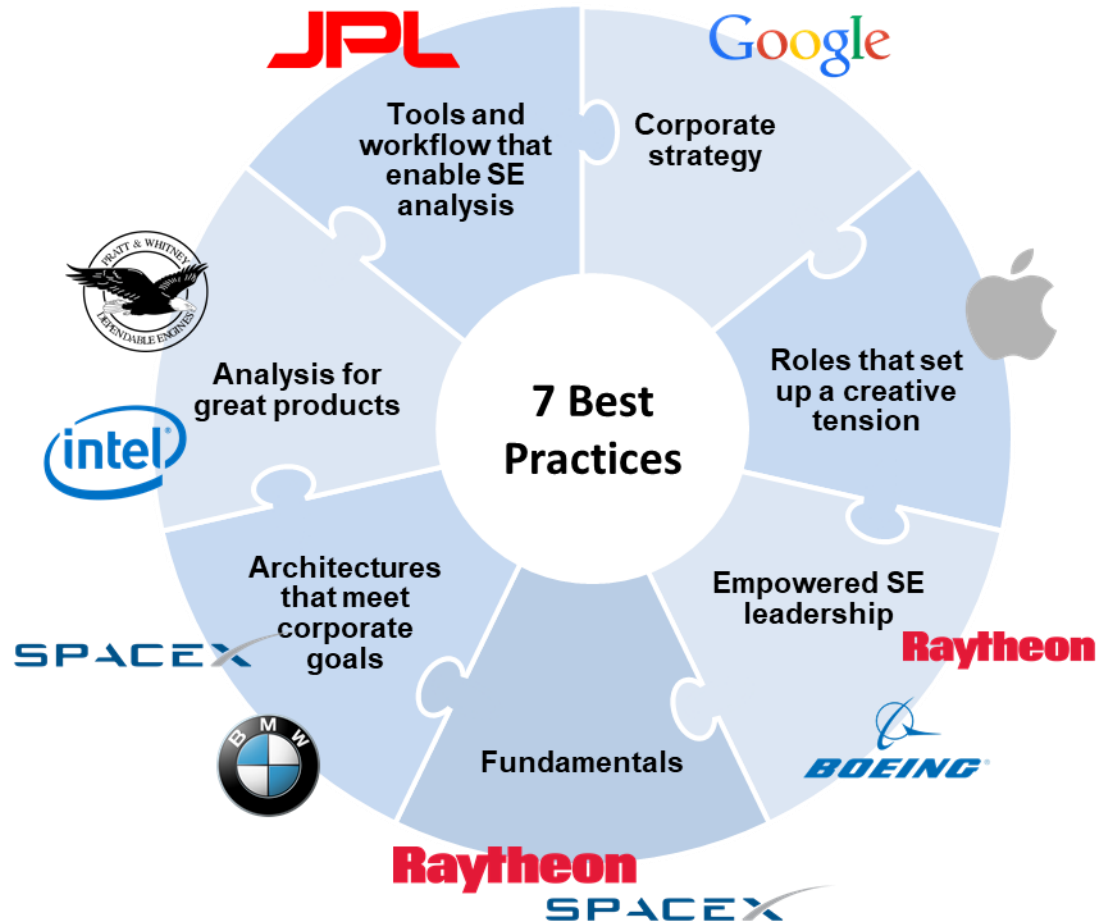 JPL
Google
Tools and
workflow that
enable SE
analysis
Corporate
strategy
PRATT & WHITNEY
DEPENDABLE ENGINES
Analysis for
great products
7 Best
Practices
Roles that set
up a creative
tension
intel®
Architectures
that meet
corporate
goals
Empowered SE
leadership
SPACEX
Raytheon
BMW
Fundamentals
BOEING®
Raytheon
SPACEX